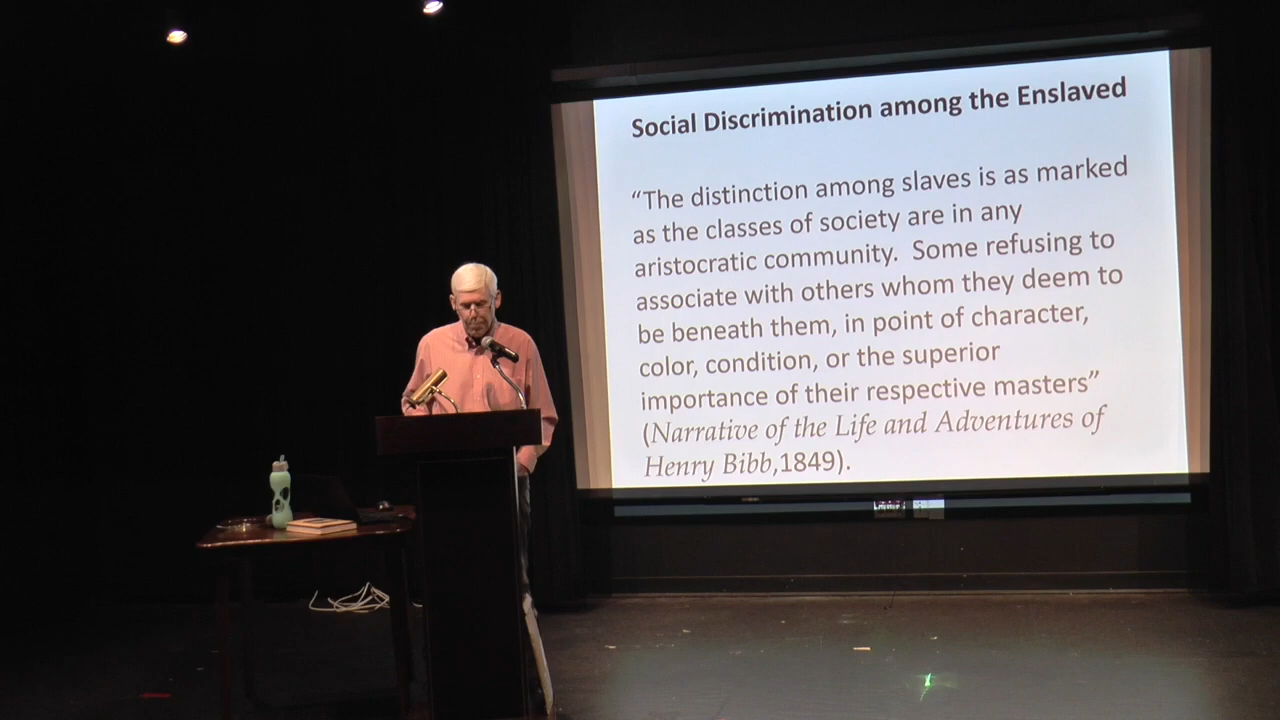 Social Discrimination among the Enslaved
“The distinction among slaves is as marked
as the classes of society are in any
aristocratic community.  Some refusing to
associate with others whom they deem to
be beneath them, in point of character,
color, condition, or the superior
importance of their respective masters”
(Narrative of the Life and Adventures of
Henry Bibb,1849).